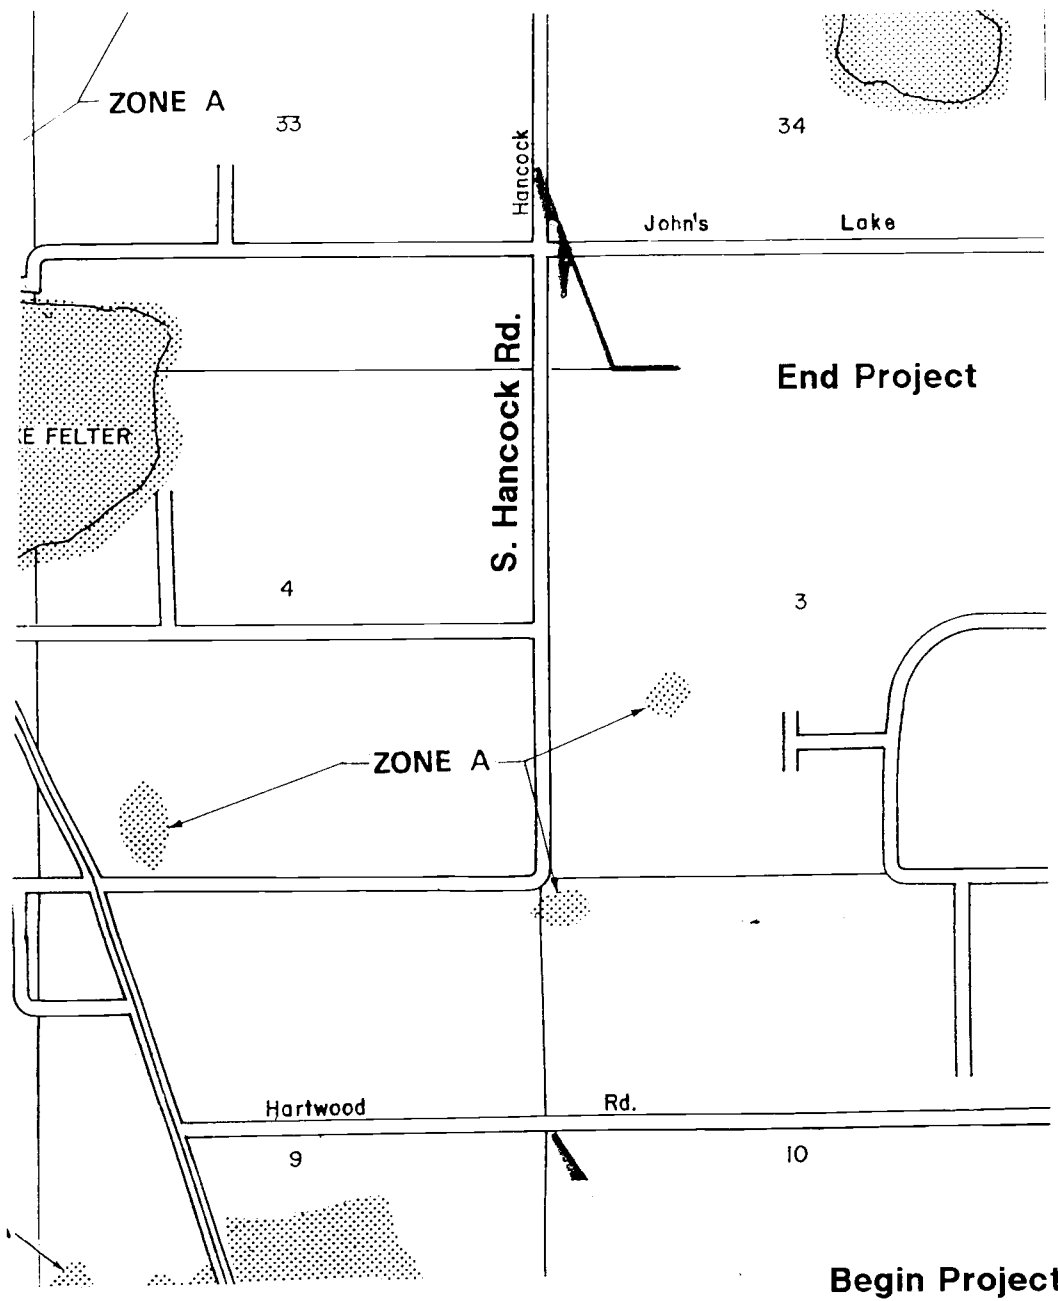 ZONE A
33
34
Hancock
John's Lake
End Project
S. Hancock Rd.
E FELTER
4
3
ZONE A
Hartwood Rd.
9
10
Begin Project